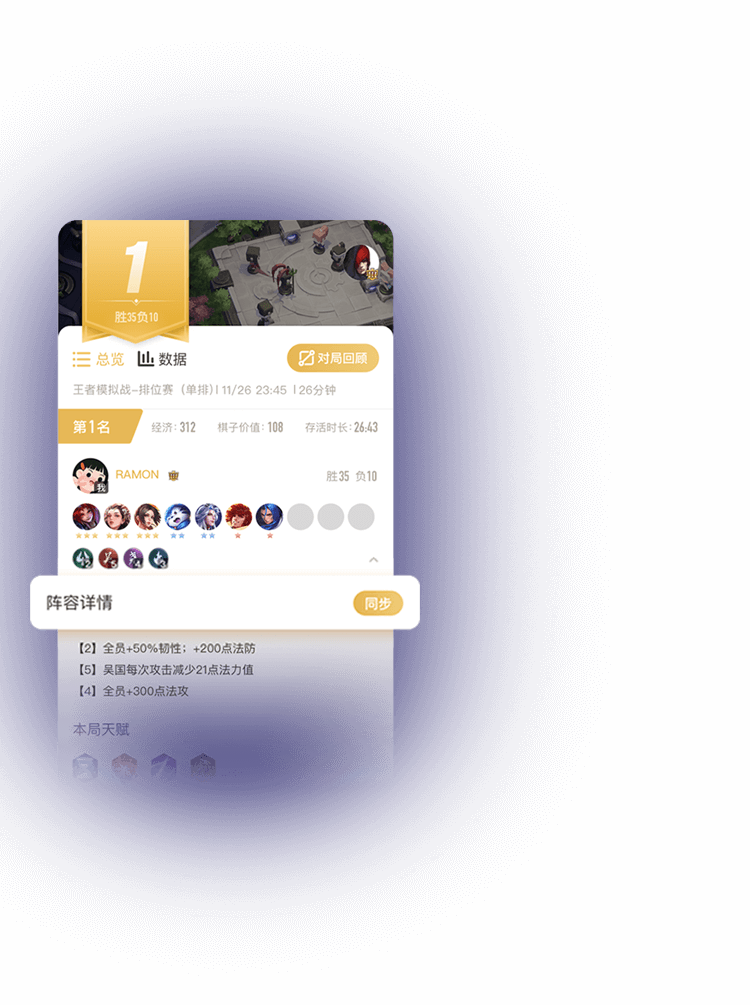 1
胜35负10
总览 数据 对局回顾
王者模拟战-排位赛（单排）| 11/26 23:45 | 26分钟
第1名 经济：312 棋子价值：108 存活时长：26:43
我 RAMON 胜35 负10
2 5 4 3
阵容详情 同步
【2】全员+50%韧性；+200点法防
【5】吴国每次攻击减少21点法力值
【4】全员+300点法攻
本局天赋